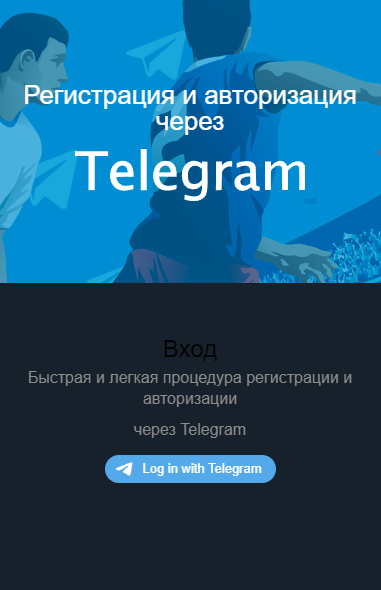 Регистрация и авторизация
через
Telegram
Вход
Быстрая и легкая процедура регистрации и
авторизации
через Telegram
Log in with Telegram